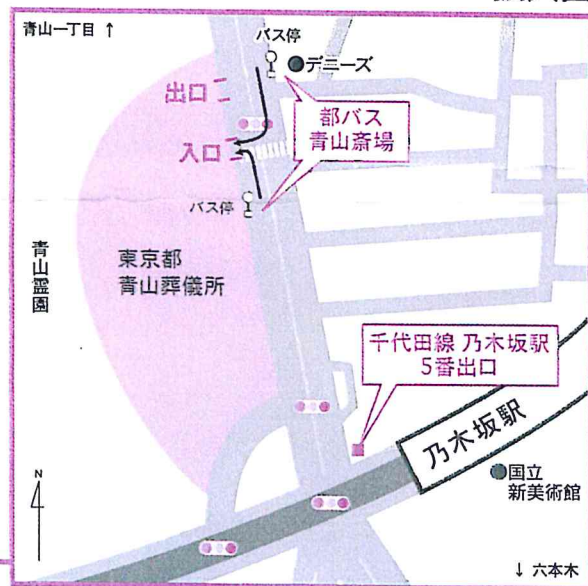 青山一丁目 ↑
バス停
デニーズ
出口
都バス
青山斎場
入口
バス停
青山霊園
東京都
青山葬儀所
千代田線 乃木坂駅
5番出口
乃木坂駅
国立
新美術館
N
↓ 六本木